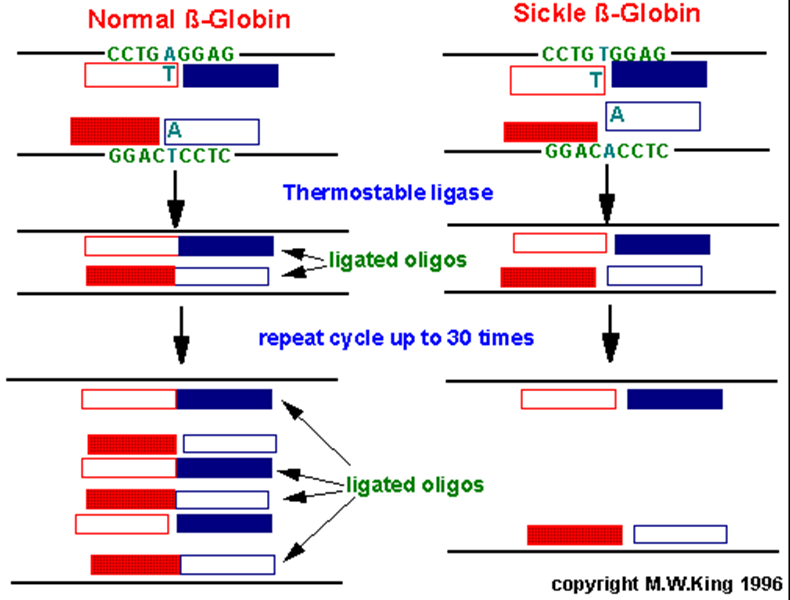 Normal ß-Globin
Sickle ß-Globin
CCTGAGGAG
T
A
GGACTCCTC
CCTGTGGAG
T
A
GGACACCTC
Thermostable ligase
ligated oligos
repeat cycle up to 30 times
ligated oligos
copyright M.W.King 1996